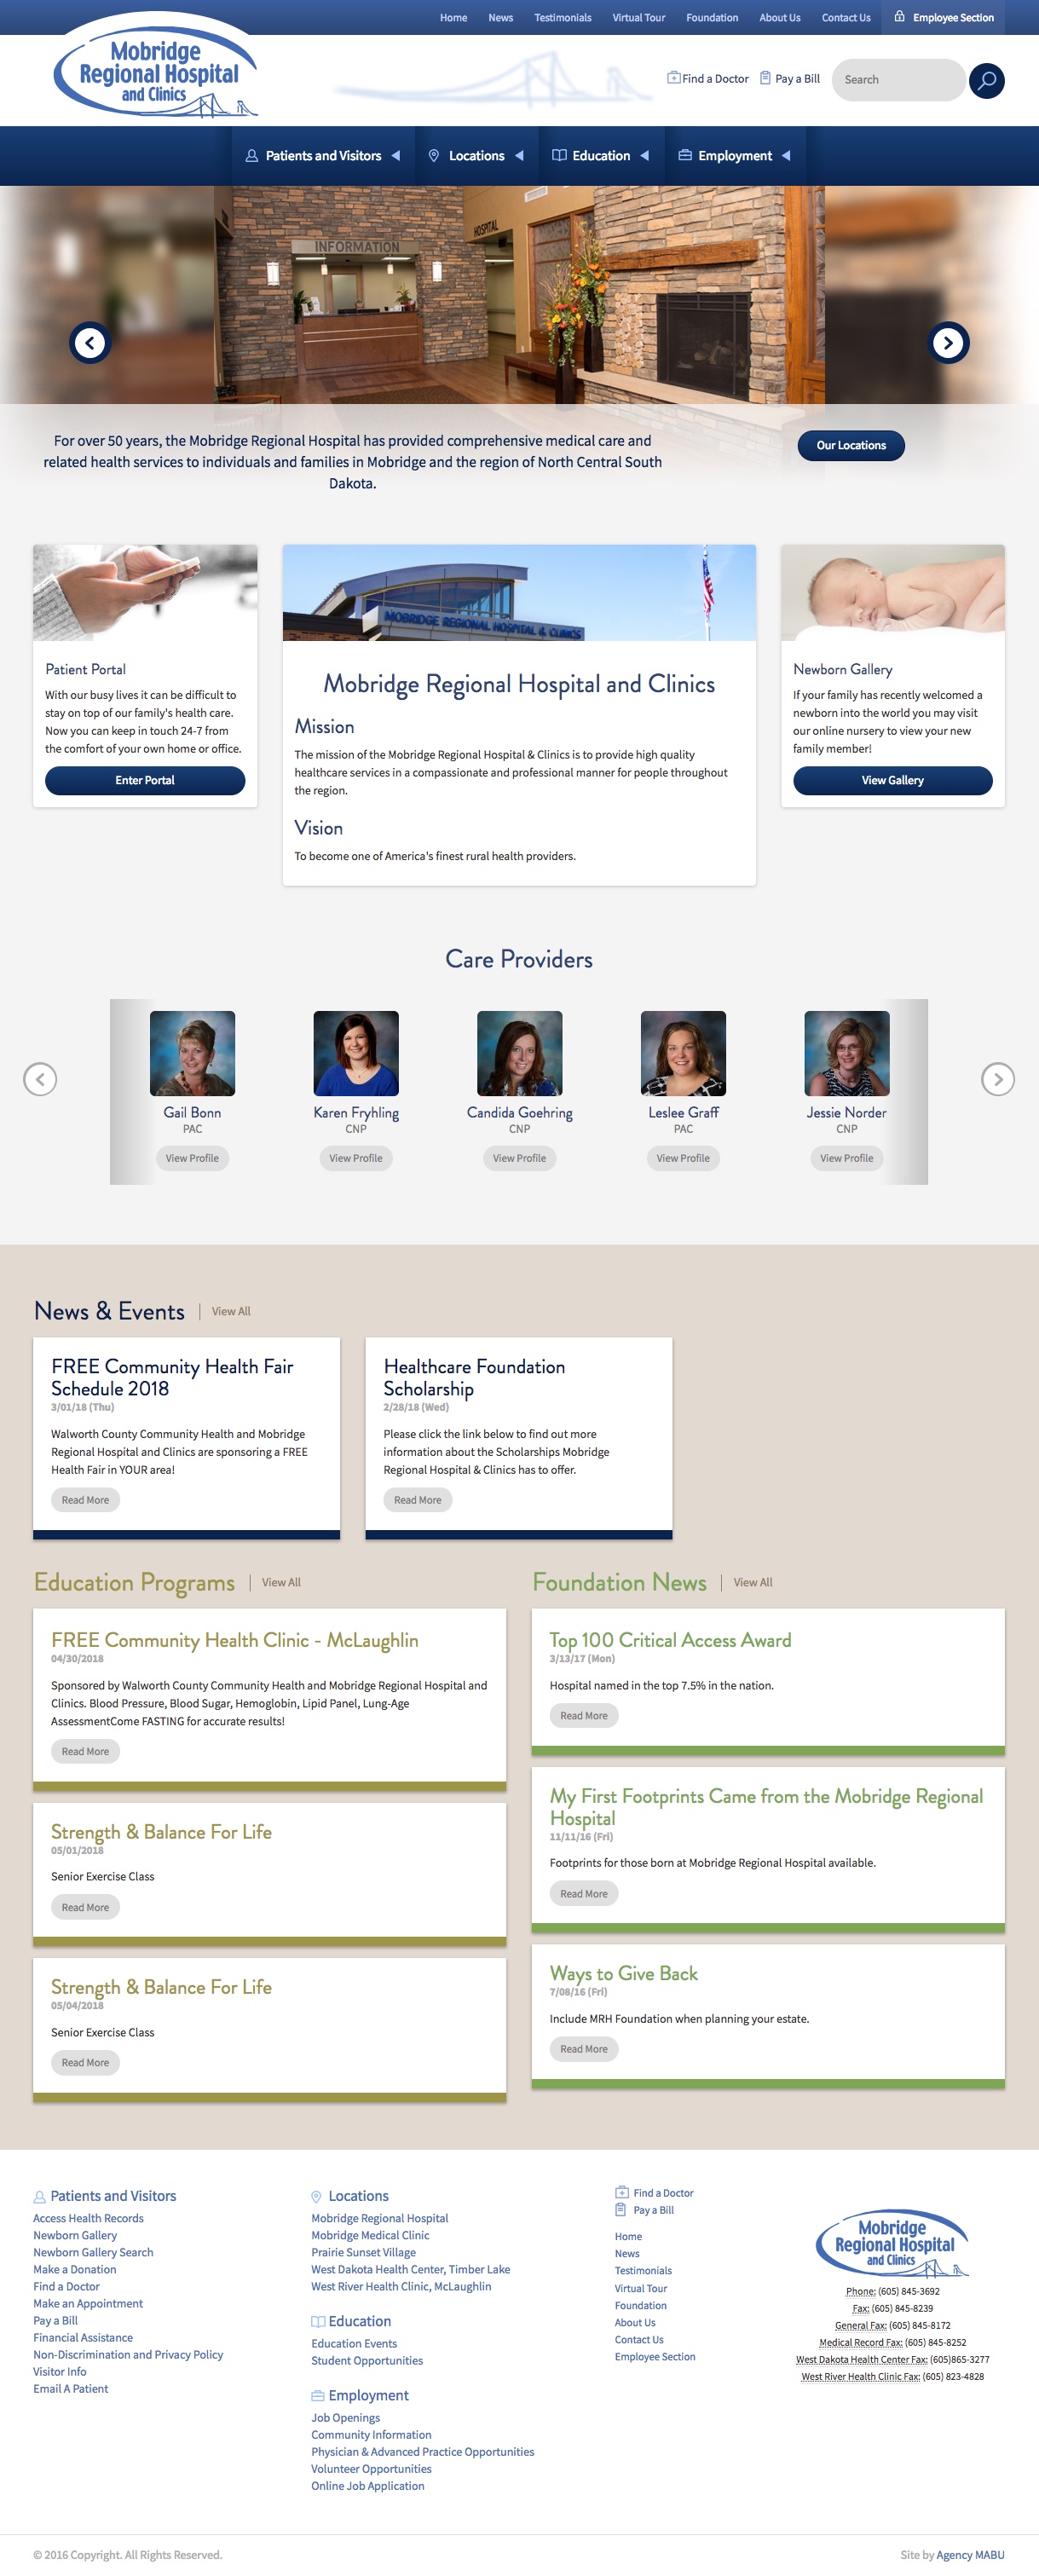 Home News Testimonials Virtual Tour Foundation About Us Contact Us Employee Section
Mobridge
Regional Hospital
and Clinics
Find a Doctor Pay a Bill Search
Patients and Visitors Locations Education Employment
INFORMATION
HOSPITAL
For over 50 years, the Mobridge Regional Hospital has provided comprehensive medical care and
related health services to individuals and families in Mobridge and the region of North Central South
Dakota.
Our Locations
MOBRIDGE REGIONAL HOSPITAL & CLINICS
Patient Portal
With our busy lives it can be difficult to
stay on top of our family's health care.
Now you can keep in touch 24-7 from
the comfort of your own home or office.
Enter Portal
Mobridge Regional Hospital and Clinics
Mission
The mission of the Mobridge Regional Hospital & Clinics is to provide high quality
healthcare services in a compassionate and professional manner for people throughout
the region.
Vision
To become one of America's finest rural health providers.
Newborn Gallery
If your family has recently welcomed a
newborn into the world you may visit
our online nursery to view your new
family member!
View Gallery
Care Providers
Gail Bonn
PAC
View Profile
Karen Fryhling
CNP
View Profile
Candida Goehring
CNP
View Profile
Leslee Graff
PAC
View Profile
Jessie Norder
CNP
View Profile
News & Events View All
FREE Community Health Fair
Schedule 2018
3/01/18 (Thu)
Walworth County Community Health and Mobridge
Regional Hospital and Clinics are sponsoring a FREE
Health Fair in YOUR area!
Read More
Healthcare Foundation
Scholarship
2/28/18 (Wed)
Please click the link below to find out more
information about the Scholarships Mobridge
Regional Hospital & Clinics has to offer.
Read More
Education Programs View All
FREE Community Health Clinic - McLaughlin
04/30/2018
Sponsored by Walworth County Community Health and Mobridge Regional Hospital and
Clinics. Blood Pressure, Blood Sugar, Hemoglobin, Lipid Panel, Lung-Age
AssessmentCome FASTING for accurate results!
Read More
Strength & Balance For Life
05/01/2018
Senior Exercise Class
Read More
Strength & Balance For Life
05/04/2018
Senior Exercise Class
Read More
Foundation News View All
Top 100 Critical Access Award
3/13/17 (Mon)
Hospital named in the top 7.5% in the nation.
Read More
My First Footprints Came from the Mobridge Regional
Hospital
11/11/16 (Fri)
Footprints for those born at Mobridge Regional Hospital available.
Read More
Ways to Give Back
7/08/16 (Fri)
Include MRH Foundation when planning your estate.
Read More
Patients and Visitors
Access Health Records
Newborn Gallery
Newborn Gallery Search
Make a Donation
Find a Doctor
Make an Appointment
Pay a Bill
Financial Assistance
Non-Discrimination and Privacy Policy
Visitor Info
Email A Patient
Locations
Mobridge Regional Hospital
Mobridge Medical Clinic
Prairie Sunset Village
West Dakota Health Center, Timber Lake
West River Health Clinic, McLaughlin
Education
Education Events
Student Opportunities
Employment
Job Openings
Community Information
Physician & Advanced Practice Opportunities
Volunteer Opportunities
Online Job Application
Find a Doctor
Pay a Bill
Home
News
Testimonials
Virtual Tour
Foundation
About Us
Contact Us
Employee Section
Mobridge
Regional Hospital
and Clinics
Phone: (605) 845-3692
Fax: (605) 845-8239
General Fax: (605) 845-8172
Medical Record Fax: (605) 845-8252
West Dakota Health Center Fax: (605)865-3277
West River Health Clinic Fax: (605) 823-4828
© 2016 Copyright. All Rights Reserved.
Site by Agency MABU